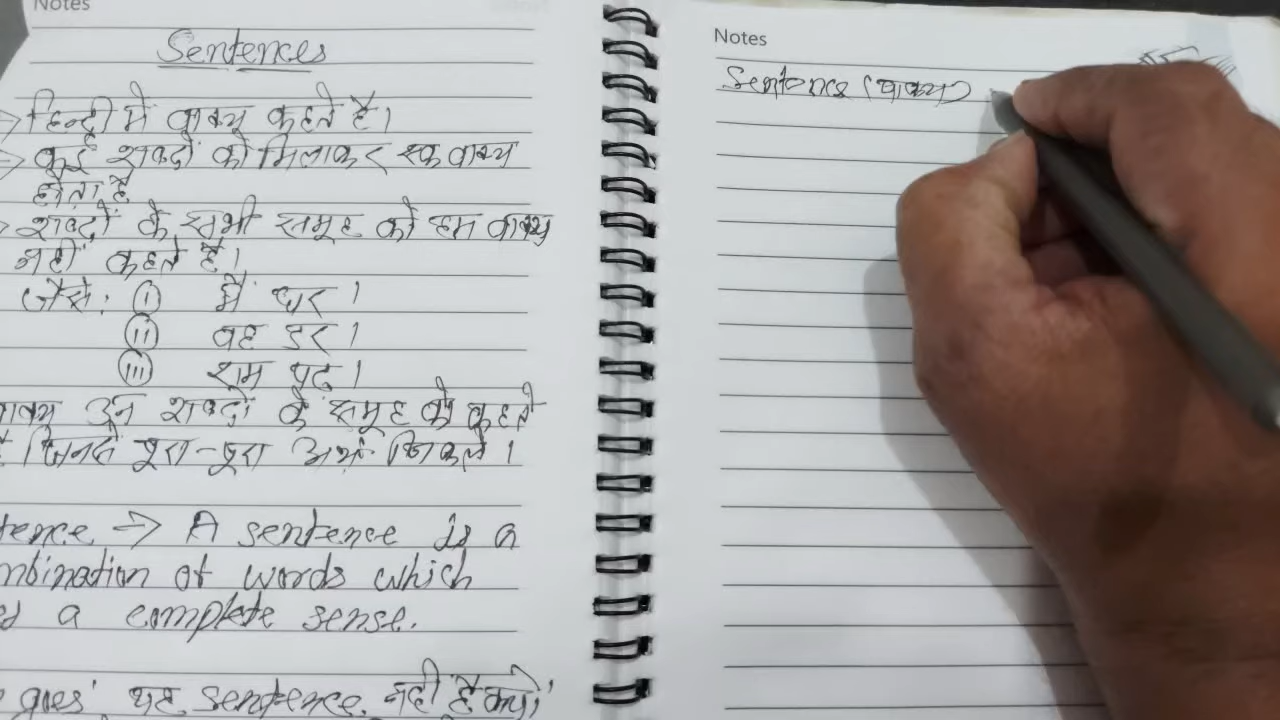 Notes
Sentences
→ हिन्दी में वाक्य कहते है।
→ कई शब्दों को मिलाकर एक वाक्य
होता है
→ शब्दों के सभी समूह को हम वाक्य
नहीं कहते है।
जैसे: (i) मैं घर।
(ii) वह डर।
(iii) राम पढ़।
वाक्य उन शब्दों के समूह को कहते
है। जिनसे पूरा-पूरा अर्थ निकले।
tence → A sentence is a
mbination of words which
a complete sense.
goes' यह sentence नही है क्यों
Notes
Sentence (वाक्य)